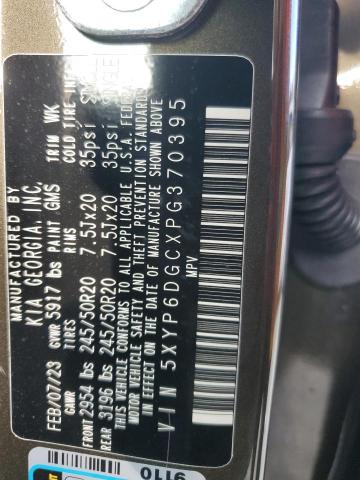 MANUFACTURED BY
KIA GEORGIA, INC.
FEB/07/23 GVWR 5917 lbs PAINT GMS TRIM WK
GAWR TIRES RIMS COLD TIRE
FRONT 2954 lbs 245/50R20 7.5Jx20 35psi
REAR 3196 lbs 245/50R20 7.5Jx20 35psi SINGLE
THIS VEHICLE CONFORMS TO ALL APPLICABLE U.S.A. FEDERAL
MOTOR VEHICLE SAFETY AND THEFT PREVENTION STANDARDS
IN EFFECT ON THE DATE OF MANUFACTURE SHOWN ABOVE
VIN 5XYP6DGCXPG370395
MPV
9110